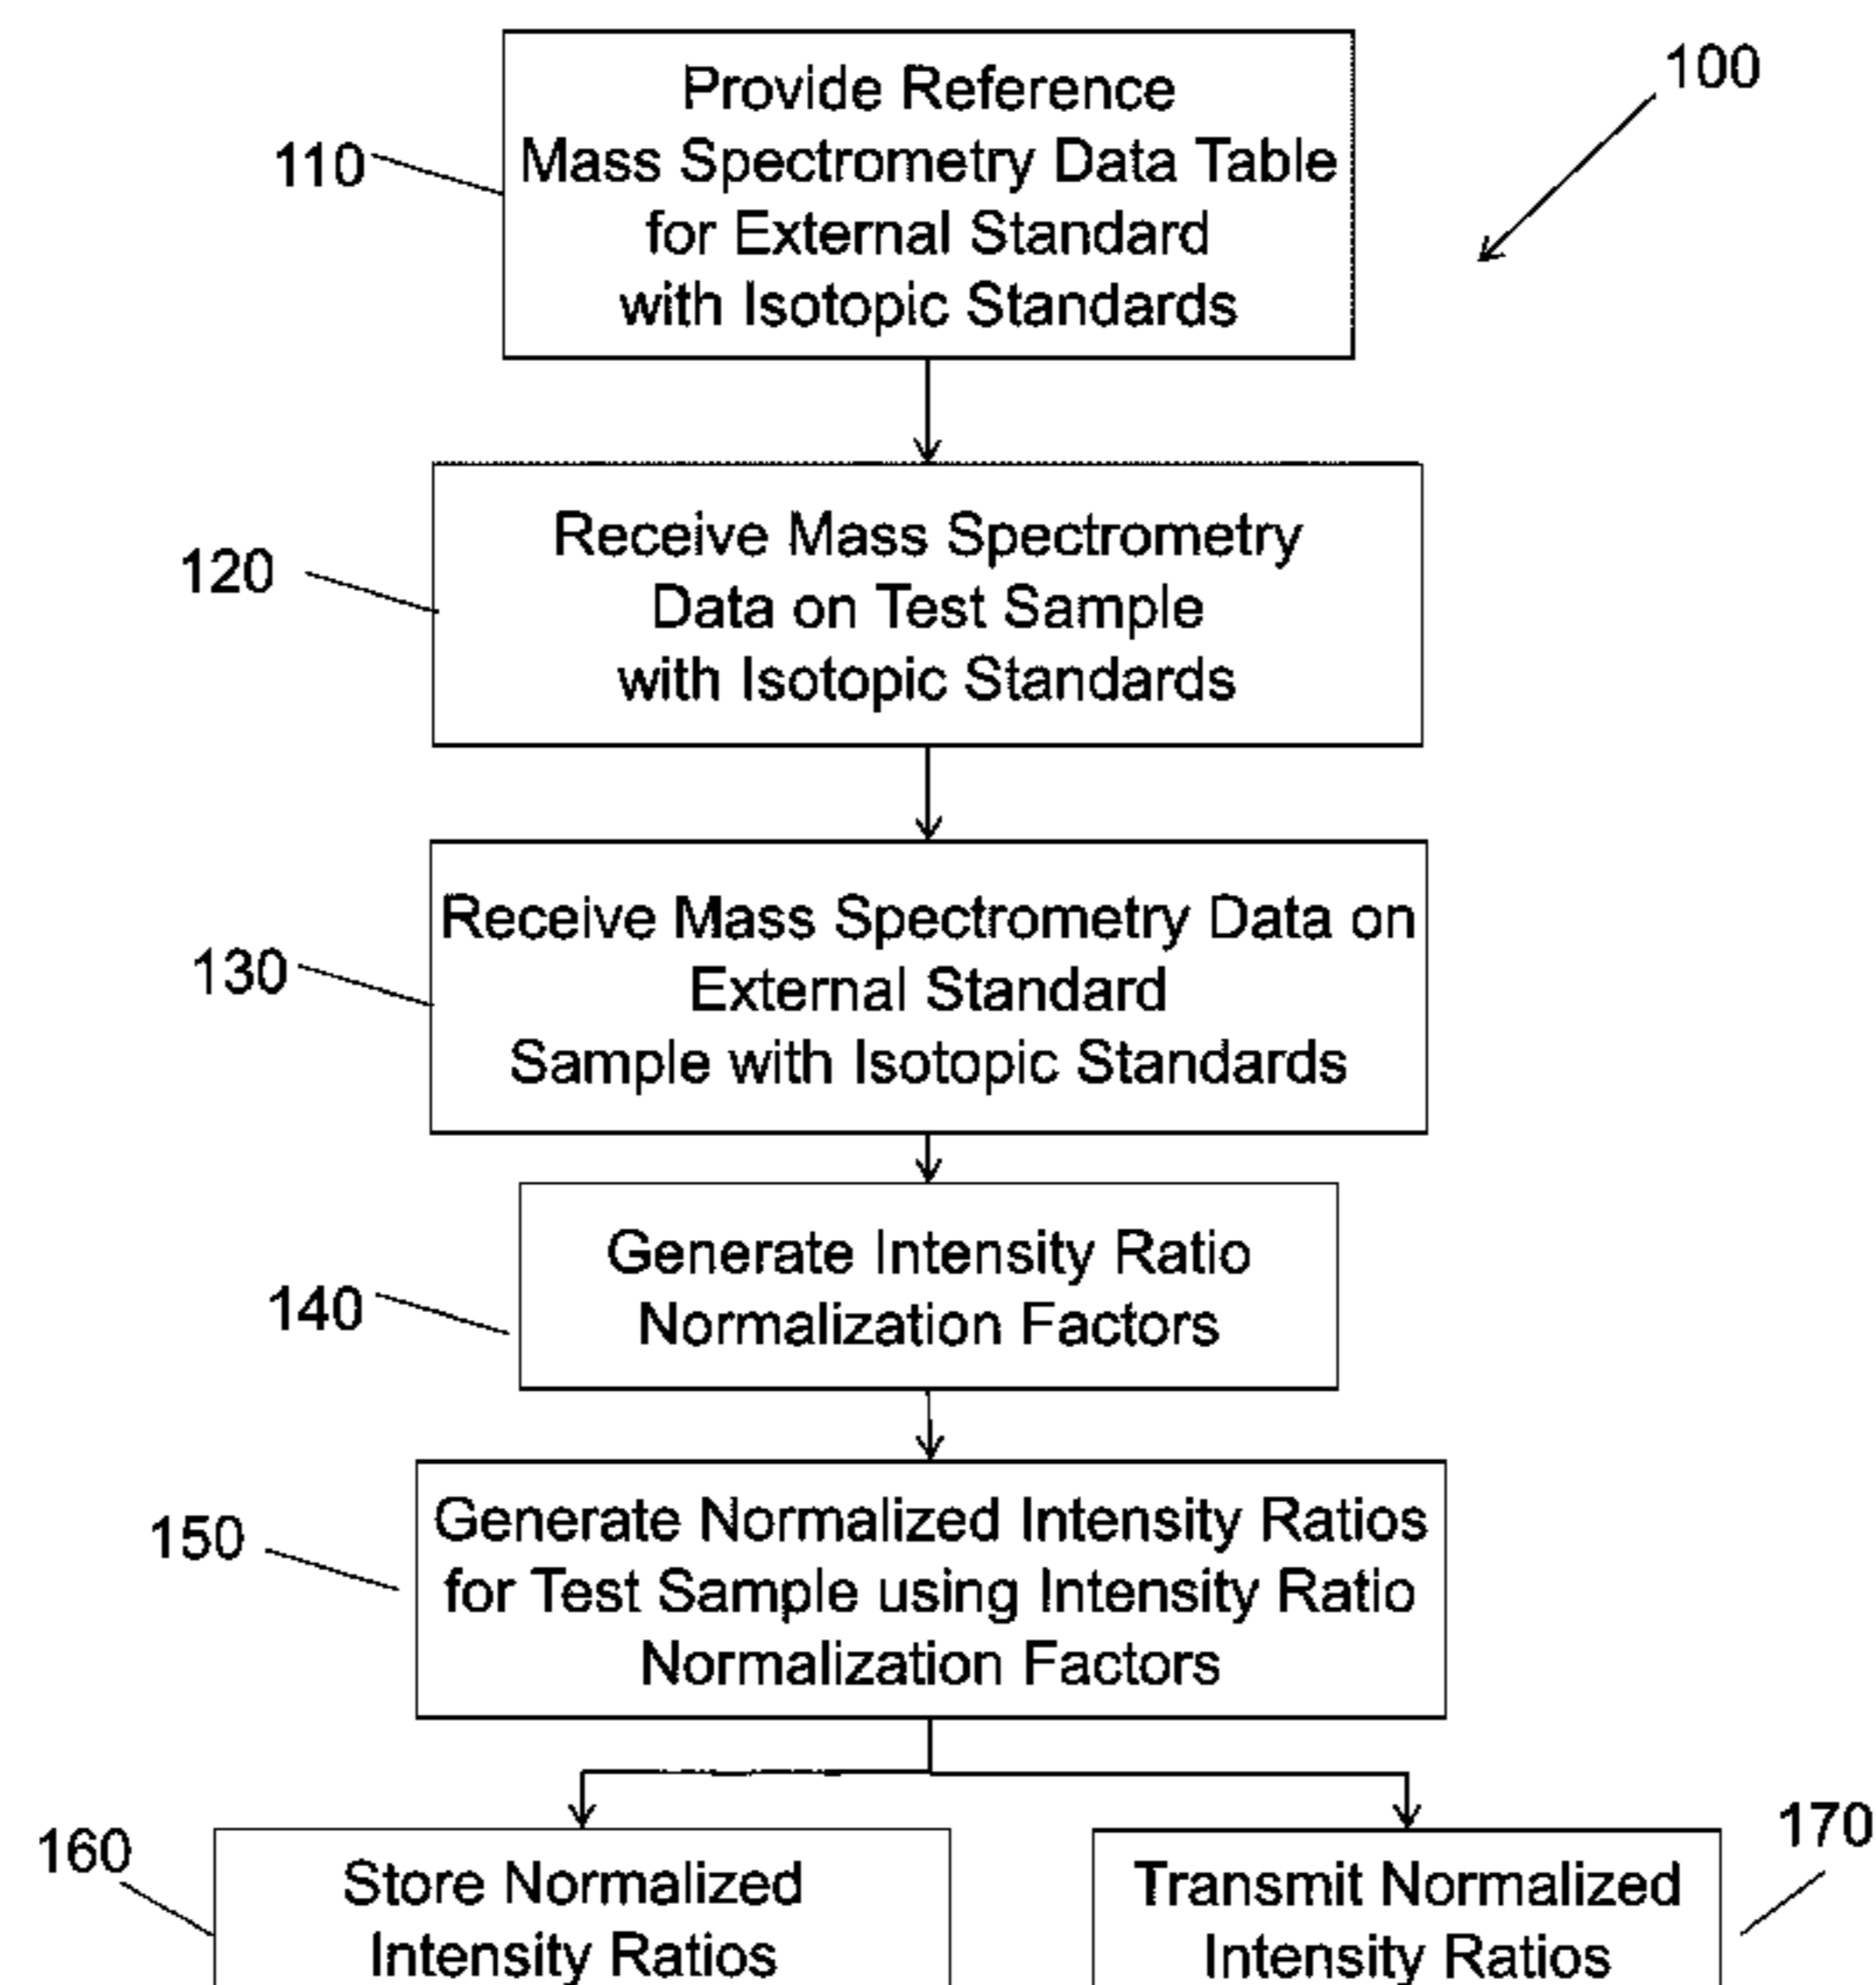 100
110
Provide Reference
Mass Spectrometry Data Table
for External Standard
with Isotopic Standards
120
Receive Mass Spectrometry
Data on Test Sample
with Isotopic Standards
130
Receive Mass Spectrometry Data on
External Standard
Sample with Isotopic Standards
140
Generate Intensity Ratio
Normalization Factors
150
Generate Normalized Intensity Ratios
for Test Sample using Intensity Ratio
Normalization Factors
160
Store Normalized
Intensity Ratios
170
Transmit Normalized
Intensity Ratios